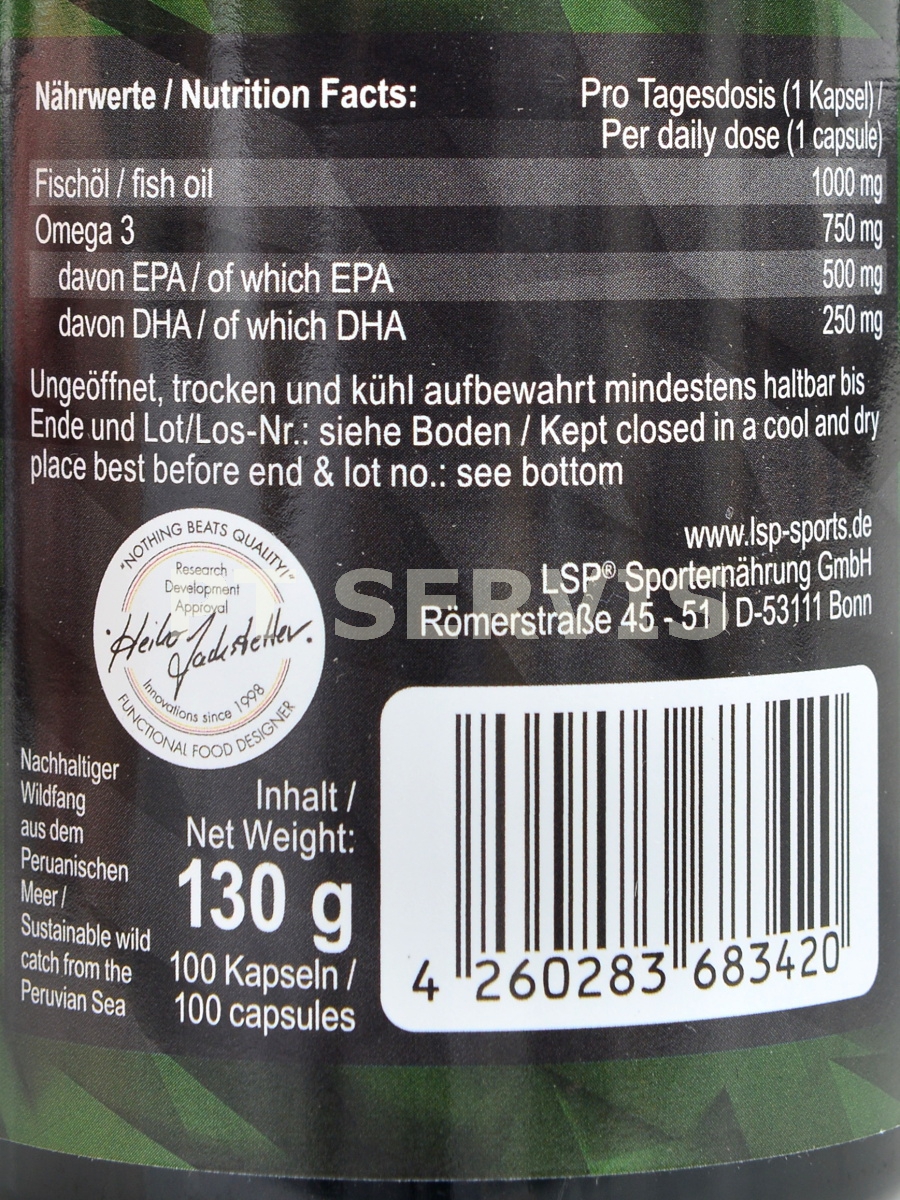 Nährwerte / Nutrition Facts:
Pro Tagesdosis (1 Kapsel) /
Per daily dose (1 capsule)
Fischöl / fish oil 1000 mg
Omega 3 750 mg
davon EPA / of which EPA 500 mg
davon DHA / of which DHA 250 mg
Ungeöffnet, trocken und kühl aufbewahrt mindestens haltbar bis
Ende und Lot/Los-Nr.: siehe Boden / Kept closed in a cool and dry
place best before end & lot no.: see bottom
www.lsp-sports.de
LSP® Sporternährung GmbH
Römerstraße 45 - 51 | D-53111 Bonn
SERVIS
"NOTHING BEATS QUALITY!"
Research
Development
Approval
Heiko Jackstetter
Innovations since 1998
FUNCTIONAL FOOD DESIGNER
Nachhaltiger
Wildfang
aus dem
Peruanischen
Meer /
Sustainable wild
catch from the
Peruvian Sea
Inhalt /
Net Weight:
130 g
100 Kapseln /
100 capsules
4 260283 683420